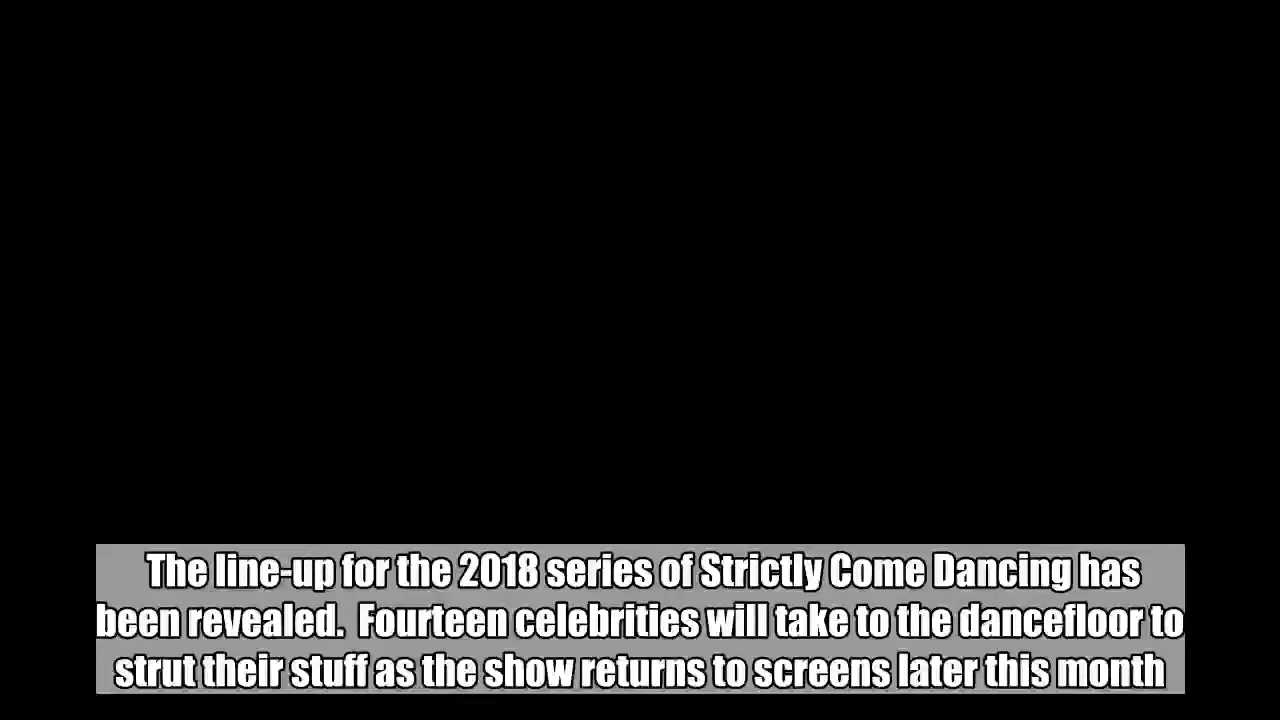 The line-up for the 2018 series of Strictly Come Dancing has
been revealed.  Fourteen celebrities will take to the dancefloor to
strut their stuff as the show returns to screens later this month